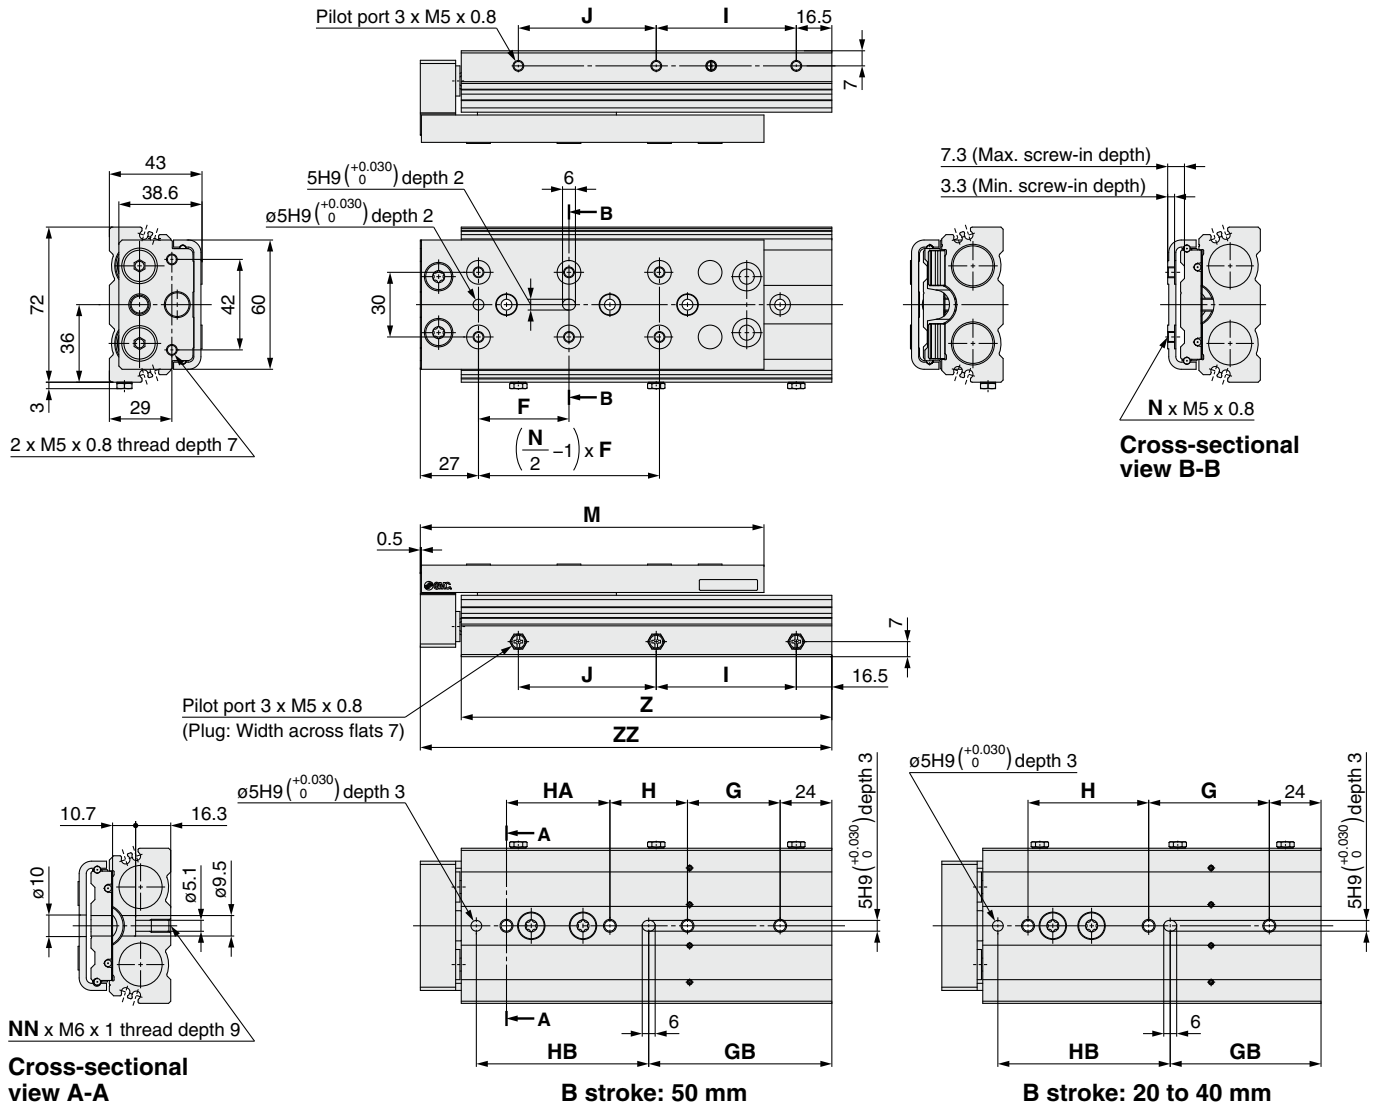 Pilot port 3 x M5 x 0.8
J
I
16.5
7
43
38.6
72
36
3
29
42
60
2 x M5 x 0.8 thread depth 7
5H9 (+0.030 0) depth 2
ø5H9 (+0.030 0) depth 2
6
B
30
B
F
27
(N/2 −1) x F
7.3 (Max. screw-in depth)
3.3 (Min. screw-in depth)
N x M5 x 0.8
Cross-sectional
view B-B
M
0.5
SMC
7
J
I
16.5
Z
ZZ
Pilot port 3 x M5 x 0.8
(Plug: Width across flats 7)
10.7
16.3
ø10
ø5.1
ø9.5
NN x M6 x 1 thread depth 9
Cross-sectional
view A-A
ø5H9 (+0.030 0) depth 3
HA
H
G
24
5H9 (+0.030 0) depth 3
A
A
6
HB
GB
B stroke: 50 mm
ø5H9 (+0.030 0) depth 3
H
G
24
5H9 (+0.030 0) depth 3
6
HB
GB
B stroke: 20 to 40 mm